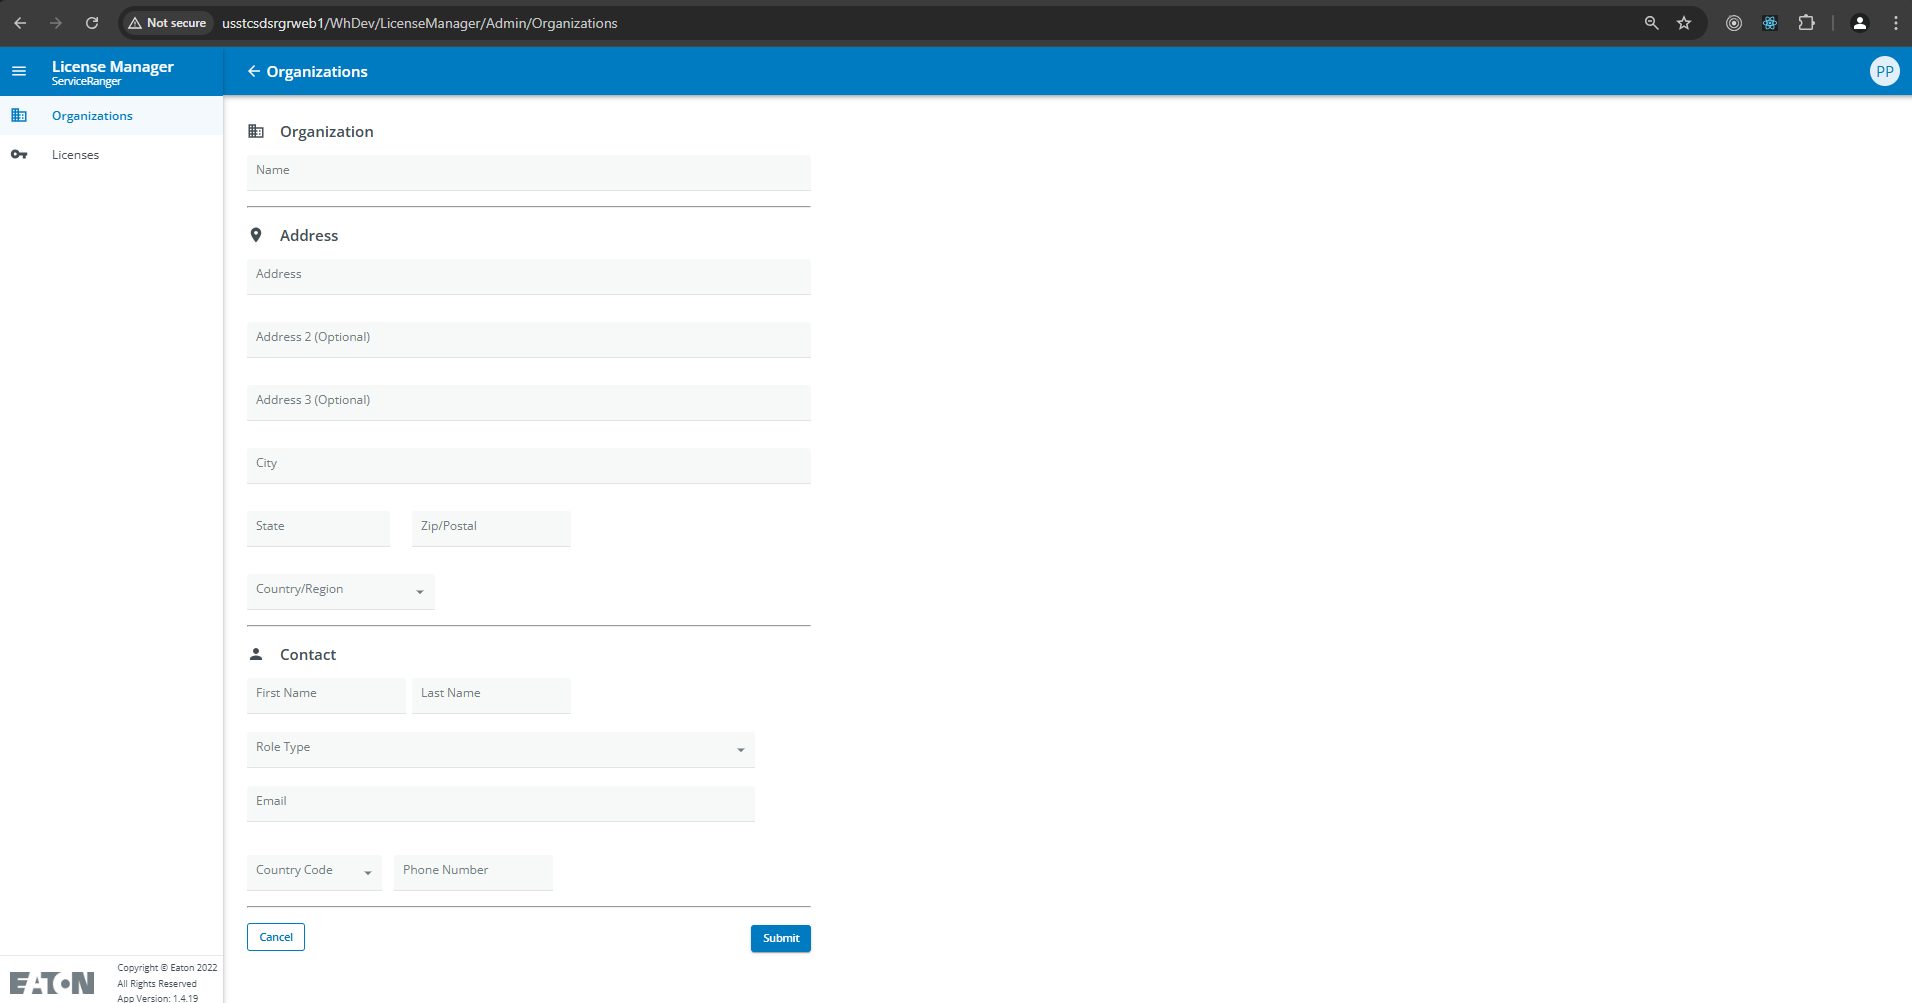 Not secure
usstcsdsrgrweb1/WhDev/LicenseManager/Admin/Organizations
License Manager
ServiceRanger
Organizations
PP
Organizations
Licenses
Organization
Name
Address
Address
Address 2 (Optional)
Address 3 (Optional)
City
State
Zip/Postal
Country/Region
Contact
First Name
Last Name
Role Type
Email
Country Code
Phone Number
Cancel
Submit
EATON
Copyright © Eaton 2022
All Rights Reserved
App Version: 1.4.19